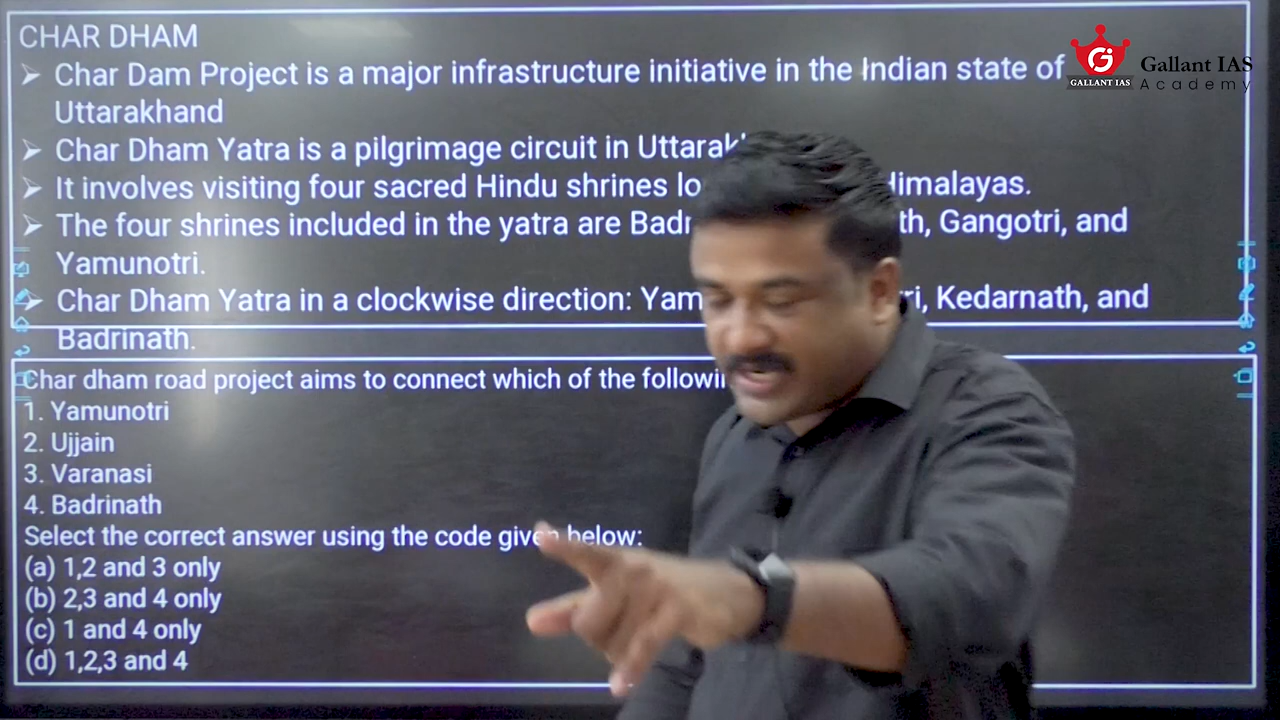 CHAR DHAM
➢ Char Dam Project is a major infrastructure initiative in the Indian state of
Uttarakhand
➢ Char Dham Yatra is a pilgrimage circuit in
➢ It involves visiting four sacred Hindu shrines
➢ The four shrines included in the yatra are Gangotri, and
Yamunotri.
➢ Char Dham Yatra in a clockwise direction: Kedarnath, and
Badrinath.
Char dham road project aims to connect which of the
1. Yamunotri
2. Ujjain
3. Varanasi
4. Badrinath
Select the correct answer using the code given below:
(a) 1,2 and 3 only
(b) 2,3 and 4 only
(c) 1 and 4 only
(d) 1,2,3 and 4
Gi
GALLANT IAS
Gallant IAS
Academy